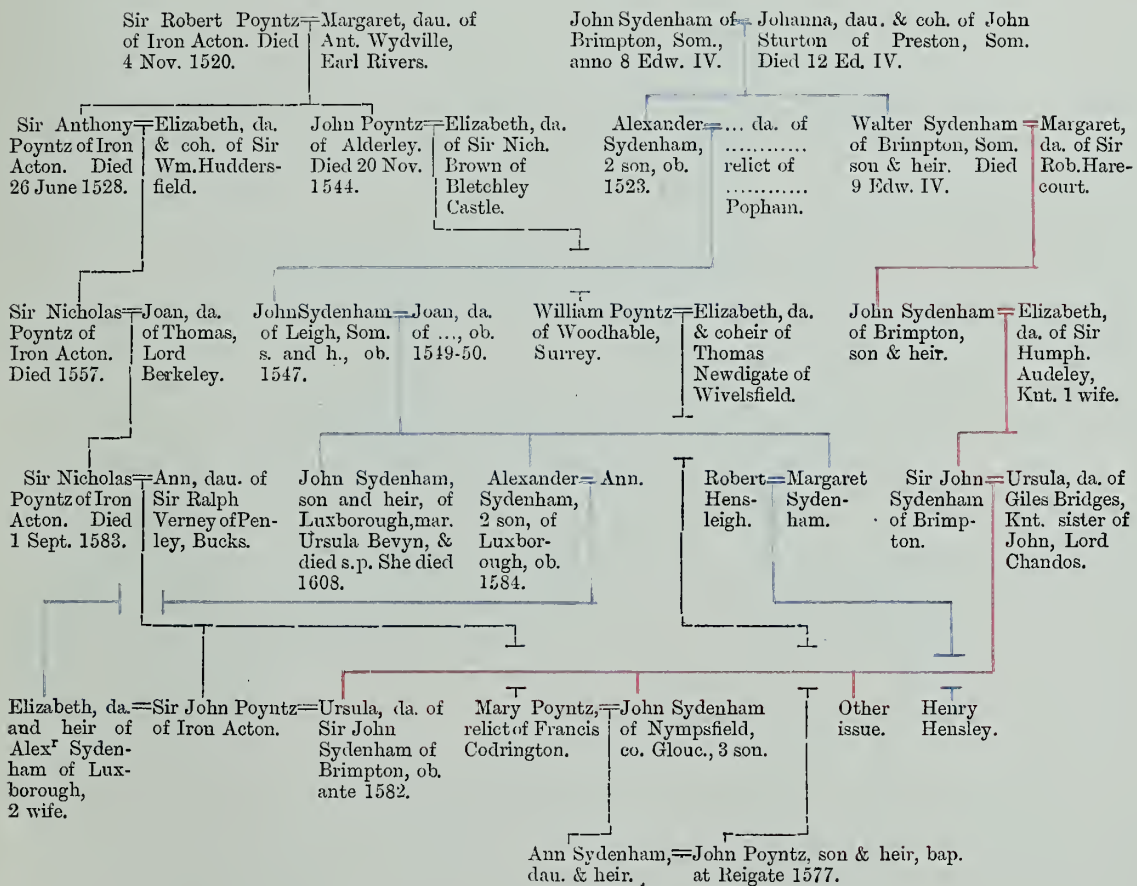 Sir Robert Poyntz=Margaret, dau. of
of Iron Acton. Died Ant. Wydville,
4 Nov. 1520. Earl Rivers.
John Sydenham of=Johanna, dau. & coh. of John
Brimpton, Som., Sturton of Preston, Som.
anno 8 Edw. IV. Died 12 Ed. IV.
Sir Anthony=Elizabeth, da.
Poyntz of Iron & coh. of Sir
Acton. Died Wm. Hudders-
26 June 1528. field.
John Poyntz=Elizabeth, da.
of Alderley. of Sir Nich.
Died 20 Nov. Brown of
1544. Bletchley
Castle.
Alexander=... da. of
Sydenham, ............
2 son, ob. relict of
1523. ............
Popham.
Walter Sydenham=Margaret,
of Brimpton, Som. da. of Sir
son & heir. Died Rob. Hare-
9 Edw. IV. court.
Sir Nicholas=Joan, da.
Poyntz of of Thomas,
Iron Acton. Lord
Died 1557. Berkeley.
John Sydenham=Joan, da.
of Leigh, Som. of ..., ob.
s. and h., ob. 1549-50.
1547.
William Poyntz=Elizabeth, da.
of Woodhable, & coheir of
Surrey. Thomas
Newdigate of
Wivelsfield.
John Sydenham=Elizabeth,
of Brimpton, da. of Sir
son & heir. Humph.
Audeley,
Knt. 1 wife.
Sir Nicholas=Ann, dau. of
Poyntz of Iron Sir Ralph
Acton. Died Verney of Pen-
1 Sept. 1583. ley, Bucks.
John Sydenham,
son and heir, of
Luxborough, mar.
Ursula Bevyn, &
died s.p. She died
1608.
Alexander=Ann.
Sydenham,
2 son, of
Luxbor-
ough, ob.
1584.
Robert=Margaret
Hens- Syden-
leigh. ham.
Sir John=Ursula, da. of
Sydenham Giles Bridges,
of Brimp- Knt. sister of
ton. John, Lord
Chandos.
Elizabeth, da.=Sir John Poyntz=Ursula, da. of
and heir of of Iron Acton. Sir John
Alexr Syden- Sydenham of
ham of Lux- Brimpton, ob.
borough, ante 1582.
2 wife.
Mary Poyntz,=John Sydenham
relict of Francis of Nympsfield,
Codrington. co. Glouc., 3 son.
Other
issue.
Henry
Hensley.
Ann Sydenham,=John Poyntz, son & heir, bap.
dau. & heir. at Reigate 1577.